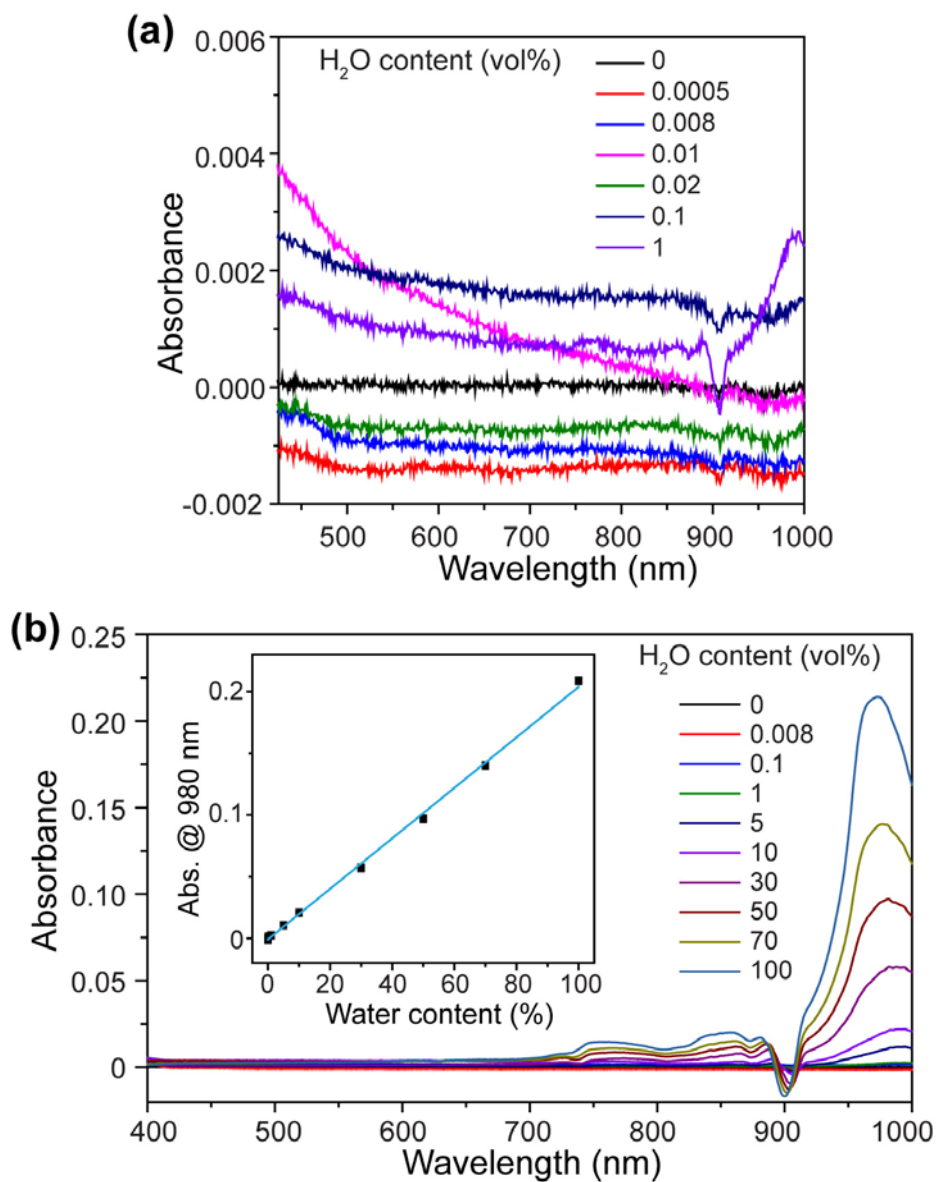 (a)
0.006
0.004
0.002
0.000
-0.002
Absorbance
H₂O content (vol%)
0
0.0005
0.008
0.01
0.02
0.1
1
500 600 700 800 900 1000
Wavelength (nm)
(b)
0.25
0.20
0.15
0.10
0.05
0
Absorbance
0.2
0.1
0
Abs. @ 980 nm
0 20 40 60 80 100
Water content (%)
H₂O content (vol%)
0
0.008
0.1
1
5
10
30
50
70
100
400 500 600 700 800 900 1000
Wavelength (nm)